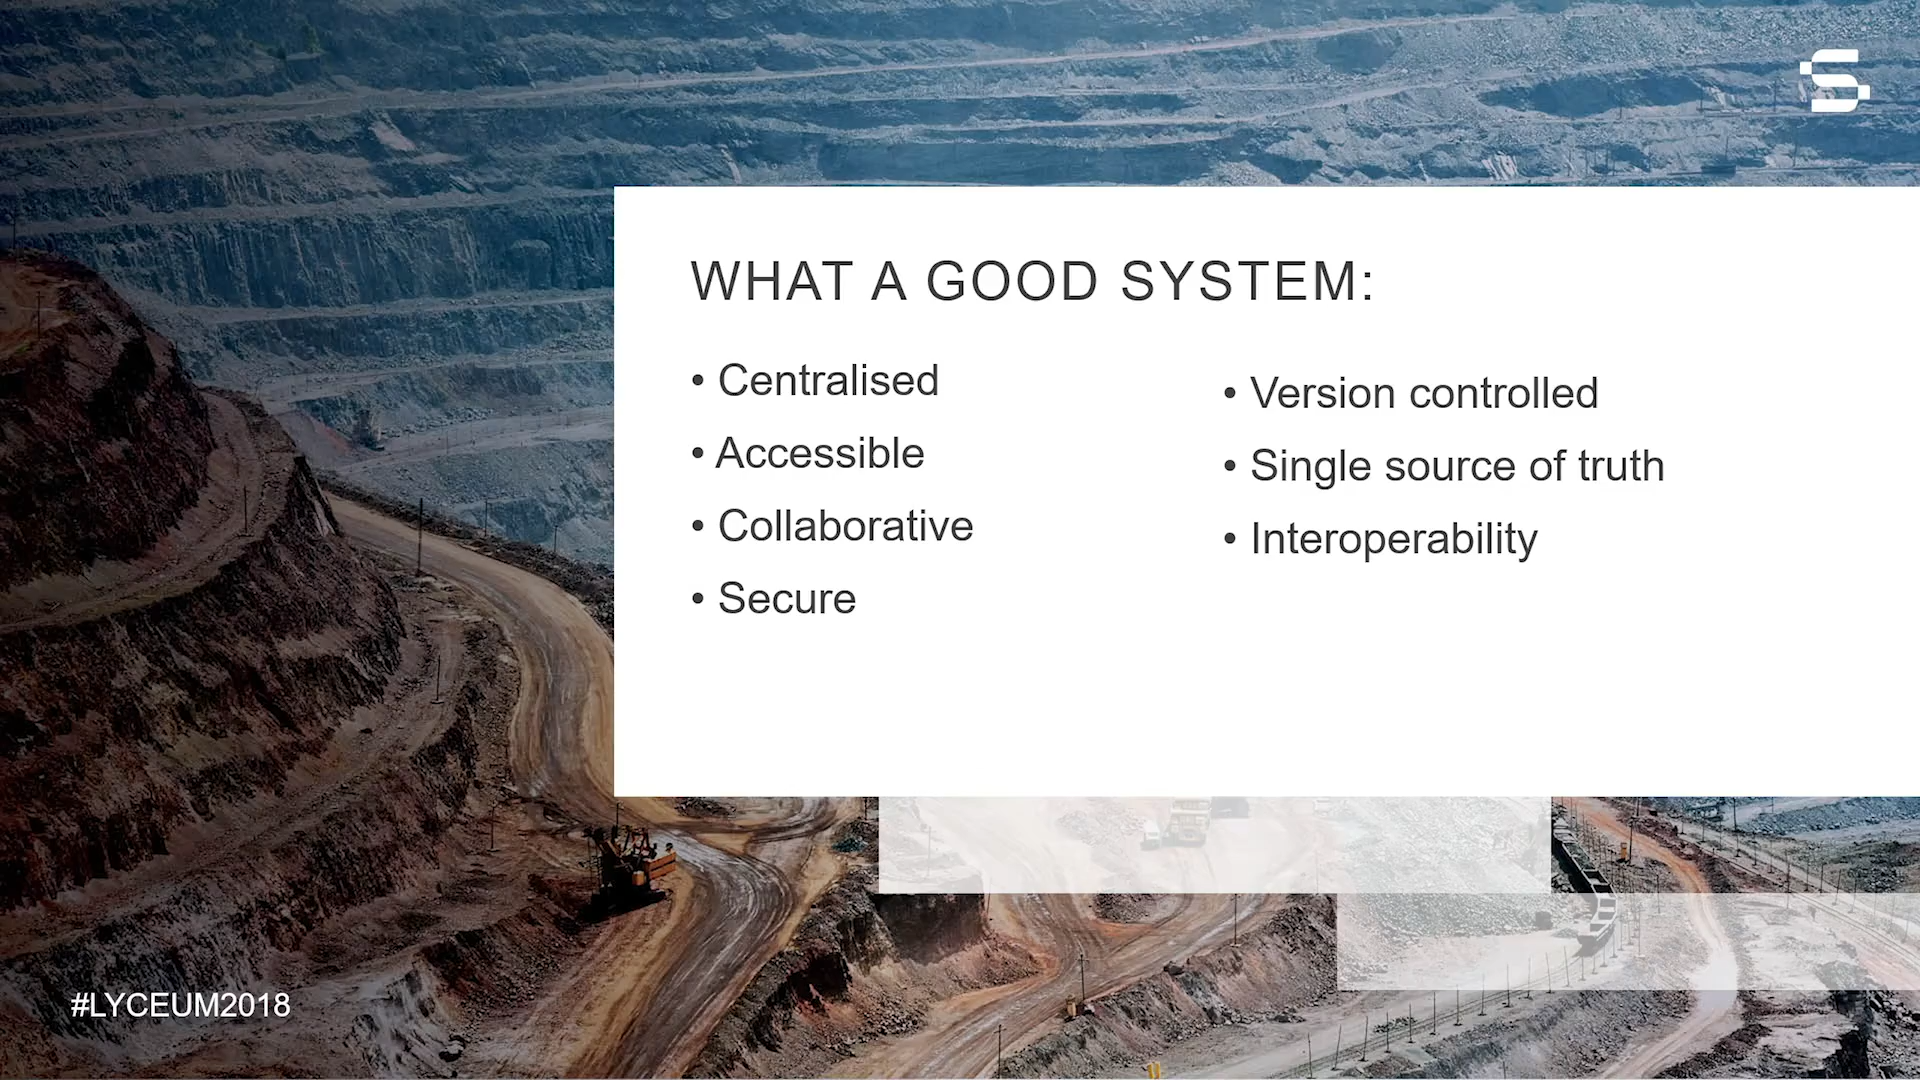 WHAT A GOOD SYSTEM:
• Centralised
• Accessible
• Collaborative
• Secure
• Version controlled
• Single source of truth
• Interoperability
#LYCEUM2018